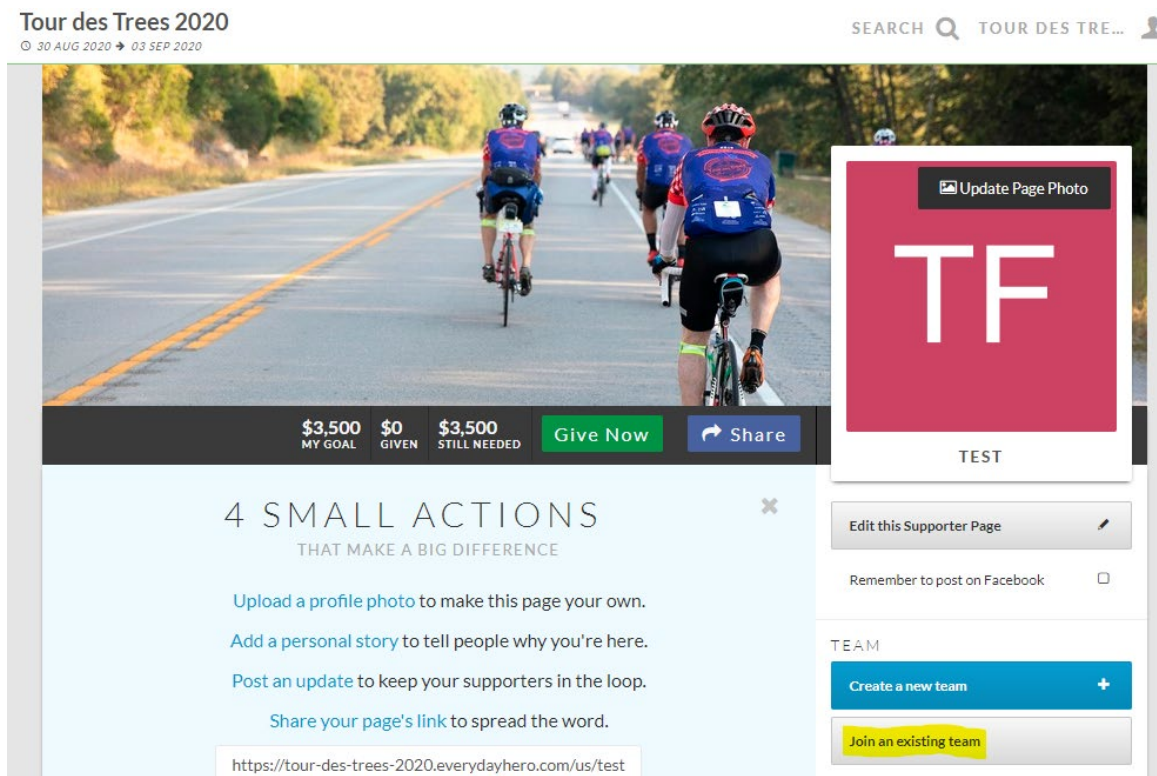 Tour des Trees 2020
30 AUG 2020 → 03 SEP 2020
SEARCH
TOUR DES TRE...
Update Page Photo
TF
TEST
$3,500
MY GOAL
$0
GIVEN
$3,500
STILL NEEDED
Give Now
Share
4 SMALL ACTIONS
THAT MAKE A BIG DIFFERENCE
Upload a profile photo to make this page your own.
Add a personal story to tell people why you're here.
Post an update to keep your supporters in the loop.
Share your page's link to spread the word.
https://tour-des-trees-2020.everydayhero.com/us/test
Edit this Supporter Page
Remember to post on Facebook
TEAM
Create a new team
Join an existing team